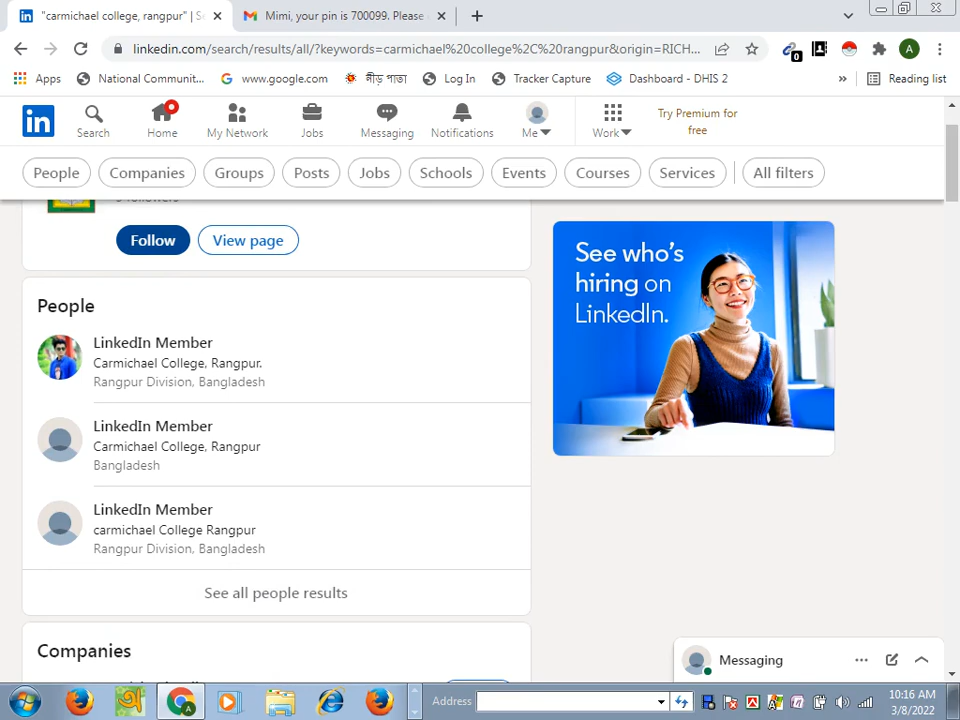 "carmichael college, rangpur" | S
Mimi, your pin is 700099. Please
linkedin.com/search/results/all/?keywords=carmichael%20college%2C%20rangpur&origin=RICH...
0
A
Apps
National Communit...
www.google.com
নীড় পাতা
Log In
Tracker Capture
Dashboard - DHIS 2
»
Reading list
in
Search
Home
My Network
Jobs
Messaging
Notifications
Me
Work
Try Premium for
free
People
Companies
Groups
Posts
Jobs
Schools
Events
Courses
Services
All filters
Follow
View page
People
LinkedIn Member
Carmichael College, Rangpur.
Rangpur Division, Bangladesh
LinkedIn Member
Carmichael College, Rangpur
Bangladesh
LinkedIn Member
carmichael College Rangpur
Rangpur Division, Bangladesh
See all people results
Companies
See who's
hiring on
LinkedIn.
Messaging
Address
10:16 AM
3/8/2022